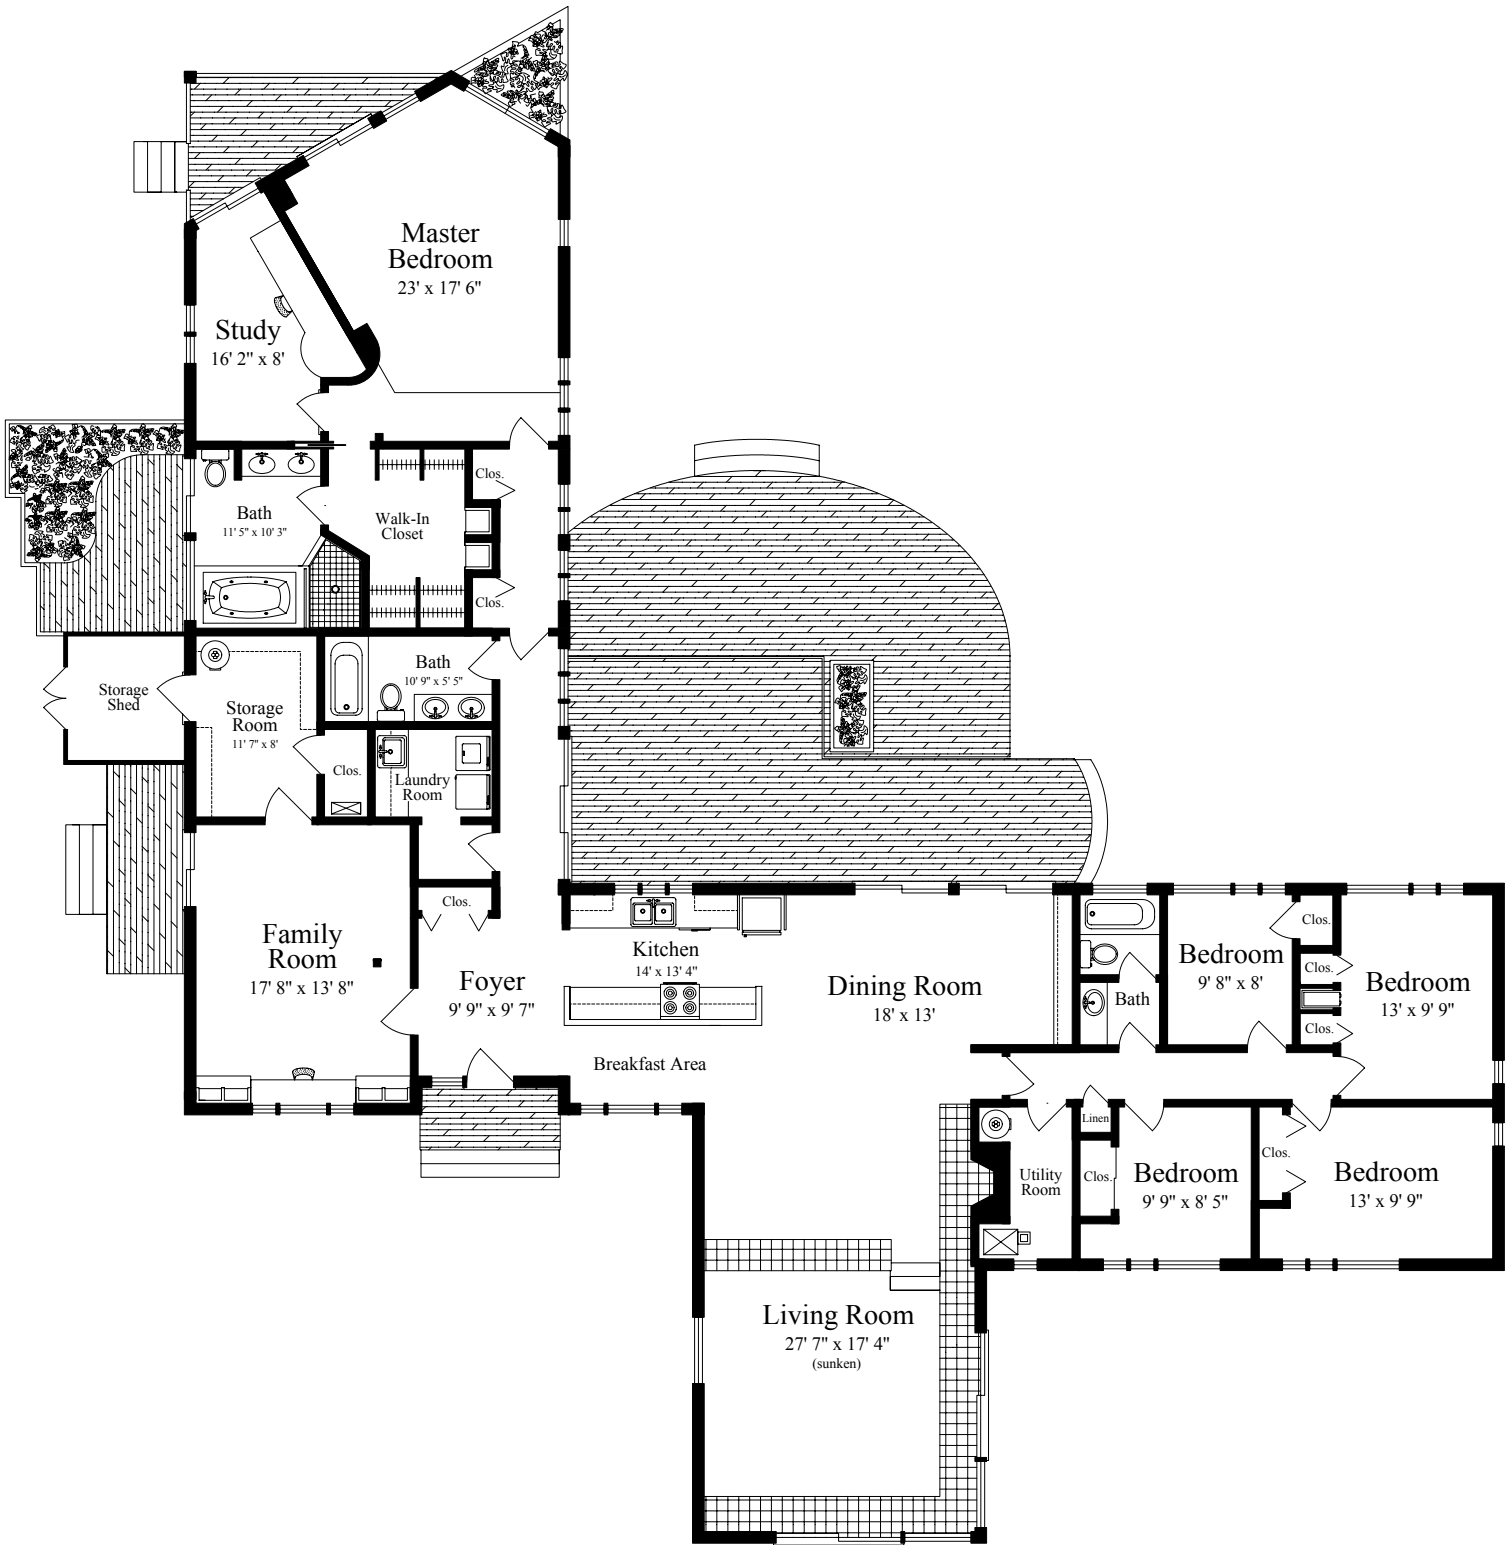 Master
Bedroom
23' x 17' 6"
Study
16' 2" x 8'
Clos.
Bath
11' 5" x 10' 3"
Walk-In
Closet
Clos.
Bath
10' 9" x 5' 5"
Storage
Shed
Storage
Room
11' 7" x 8'
Clos.
Laundry
Room
Clos.
Family
Room
17' 8" x 13' 8"
Foyer
9' 9" x 9' 7"
Kitchen
14' x 13' 4"
Breakfast Area
Dining Room
18' x 13'
Bath
Bedroom
9' 8" x 8'
Clos.
Clos.
Clos.
Bedroom
13' x 9' 9"
Linen
Utility
Room
Clos.
Bedroom
9' 9" x 8' 5"
Clos.
Bedroom
13' x 9' 9"
Living Room
27' 7" x 17' 4"
(sunken)